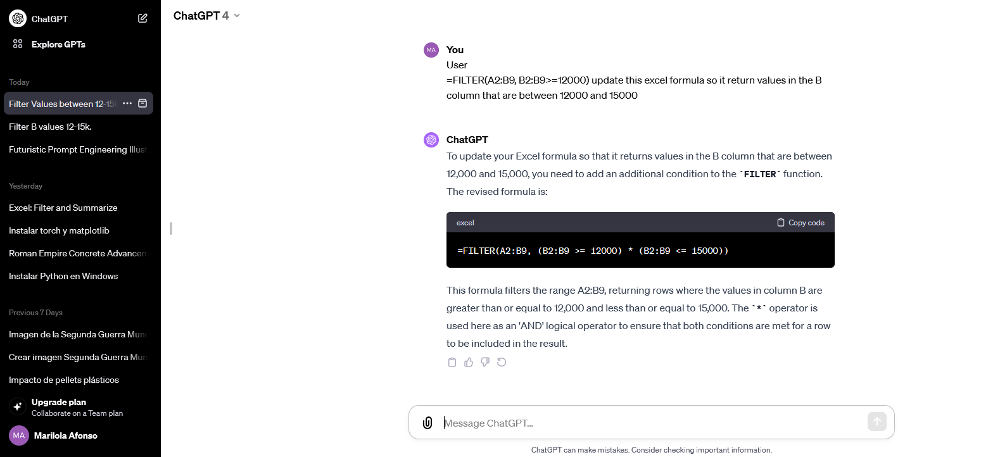 ChatGPT
Explore GPTs
Today
Filter Values between 12-15k
Filter B values 12-15k.
Futuristic Prompt Engineering Illust
Yesterday
Excel: Filter and Summarize
Instalar torch y matplotlib
Roman Empire Concrete Advancem
Instalar Python en Windows
Previous 7 Days
Imagen de la Segunda Guerra Mun
Crear imagen Segunda Guerra Mun
Impacto de pellets plásticos
Upgrade plan
Collaborate on a Team plan
MA Marilola Afonso
ChatGPT 4
MA You
User
=FILTER(A2:B9, B2:B9>=12000) update this excel formula so it return values in the B
column that are between 12000 and 15000
ChatGPT
To update your Excel formula so that it returns values in the B column that are between
12,000 and 15,000, you need to add an additional condition to the `FILTER` function.
The revised formula is:
excel Copy code
=FILTER(A2:B9, (B2:B9 >= 12000) * (B2:B9 <= 15000))
This formula filters the range A2:B9, returning rows where the values in column B are
greater than or equal to 12,000 and less than or equal to 15,000. The `*` operator is
used here as an 'AND' logical operator to ensure that both conditions are met for a row
to be included in the result.
Message ChatGPT...
ChatGPT can make mistakes. Consider checking important information.